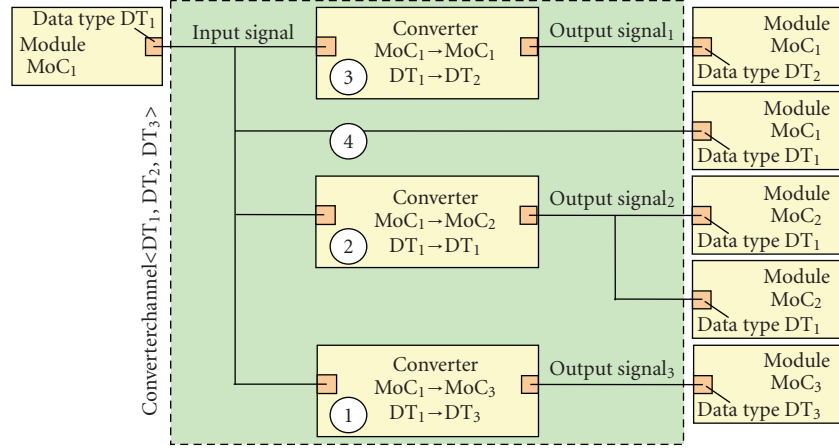 Data type DT₁
Module
MoC₁
Input signal
Converter
MoC₁→MoC₁
DT₁→DT₂
3
Output signal₁
Module
MoC₁
Data type DT₂
4
Module
MoC₁
Data type DT₁
Converterchannel<DT₁, DT₂, DT₃>
Converter
MoC₁→MoC₂
DT₁→DT₁
2
Output signal₂
Module
MoC₂
Data type DT₁
Module
MoC₂
Data type DT₁
Converter
MoC₁→MoC₃
DT₁→DT₃
1
Output signal₃
Module
MoC₃
Data type DT₃